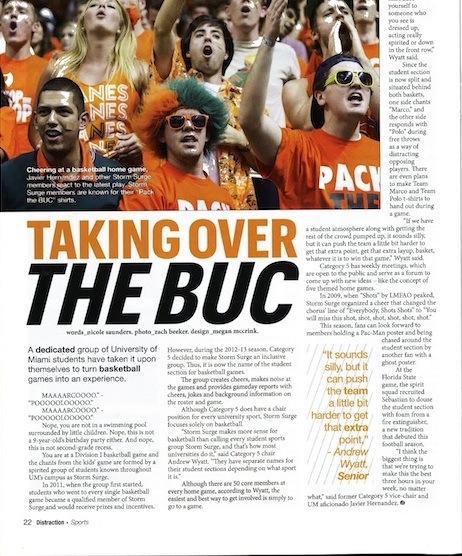 Cheering at a basketball home game,
Javier Hernandez and other Storm Surge
members react to the latest play. Storm
Surge members are known for their "Pack
the BUC" shirts.
PACK
THE
PACK
NES
ANES
NES
TAKING OVER
THE BUC
words_nicole saunders. photo_zach beeker. design_megan mccrink.
A dedicated group of University of
Miami students have taken it upon
themselves to turn basketball
games into an experience.
MAAAARCOOOO." -
"POOOOOLOOOOO"
MAAAARCOOOO." -
"POOOOOLOOOOO"
Nope, you are not in a swimming pool
surrounded by little children. Nope, this is not
a 9-year-old's birthday party either. And nope,
this is not second-grade recess.
You are at a Division I basketball game and
the chants from the kids' game are formed by a
spirited group of students known throughout
UM's campus as Storm Surge.
In 2011, when the group first started,
students who went to every single basketball
game became a qualified member of Storm
Surge and would receive prizes and incentives.
However, during the 2012-13 season, Category
5 decided to make Storm Surge an inclusive
group. Thus, it is now the name of the student
section for basketball games.
The group creates cheers, makes noise at
the games and provides gameday reports with
cheers, jokes and background information on
the roster and game.
Although Category 5 does have a chair
position for every university sport, Storm Surge
focuses solely on basketball.
"Storm Surge makes more sense for
basketball than calling every student sports
group Storm Surge, and that's how most
universities do it," said Category 5 chair
Andrew Wyatt. "They have separate names for
their student sections depending on what sport
it is."
Although there are 50 core members at
every home game, according to Wyatt, the
easiest and best way to get involved is simply
to go to a game.
yourself to
someone who
you see is
dressed up,
acting really
spirited or down
in the front row,"
Wyatt said.
Since the
student section
is now split and
situated behind
both baskets,
one side chants
"Marco," and
the other side
responds with
"Polo" during
free throws
as a way of
distracting
opposing
players. There
are even plans
to make Team
Marco and Team
Polo t-shirts to
hand out during
a game.
"If we have
a student atmosphere along with getting the
rest of the crowd pumped up, it sounds silly,
but it can push the team a little bit harder to
get that extra point, get that extra layup, basket,
whatever it is to win that game," Wyatt said.
Category 5 has weekly meetings, which
are open to the public and serve as a forum to
come up with new ideas – like the concept of
five themed home games.
In 2009, when "Shots" by LMFAO peaked,
Storm Surge organized a cheer that changed the
chorus' line of "Everybody, Shots Shots" to "You
will miss this shot, shot, shot, shot, shot, shot."
This season, fans can look forward to
members holding a Pac-Man poster and being
chased around the
student section by
another fan with a
ghost poster.
At the
Florida State
game, the spirit
squad recruited
Sebastian to douse
the student section
with foam from a
fire extinguisher,
a new tradition
that debuted this
football season.
"I think the
biggest thing is
that we're trying to
make this the best
three hours in your
week, no matter
what," said former Category 5 vice-chair and
UM aficionado Javier Hernandez.
"It sounds
silly, but it
can push
the team a
little bit
harder to get
that extra
point,"
- Andrew
Wyatt,
Senior
22 Distraction • Sports